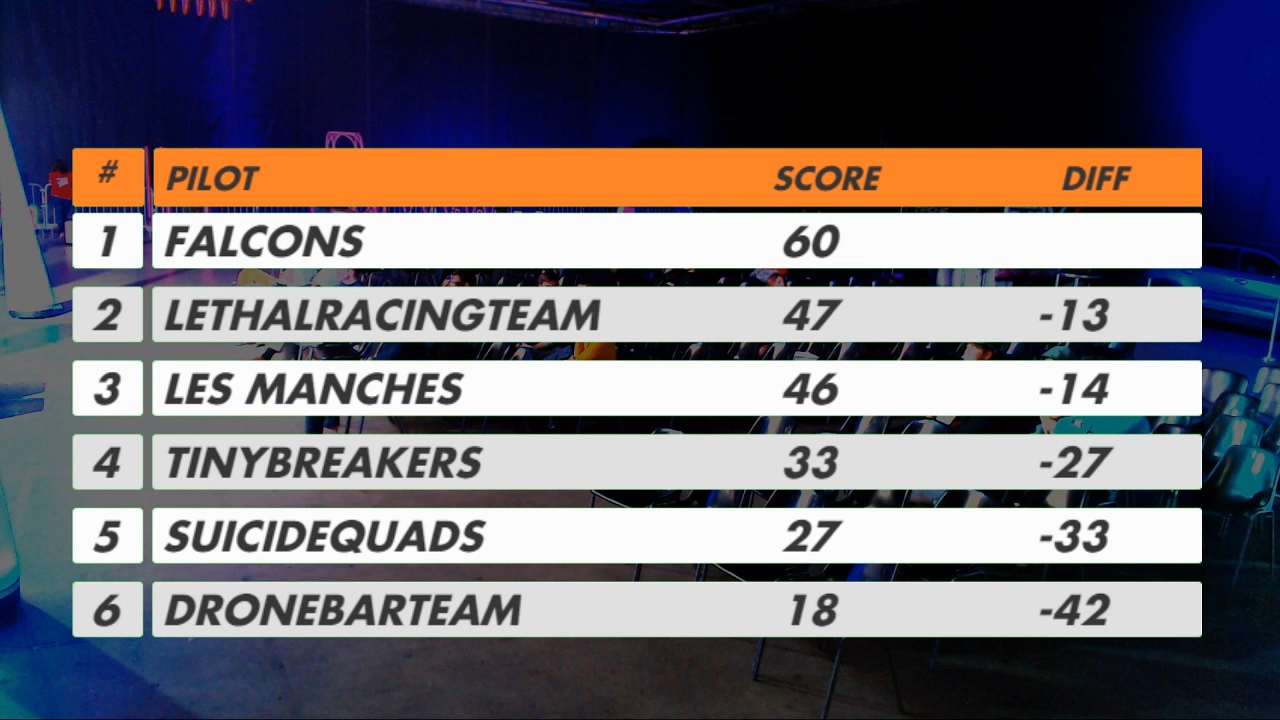 # PILOT SCORE DIFF
1 FALCONS 60
2 LETHALRACINGTEAM 47 -13
3 LES MANCHES 46 -14
4 TINYBREAKERS 33 -27
5 SUICIDEQUADS 27 -33
6 DRONEBARTEAM 18 -42